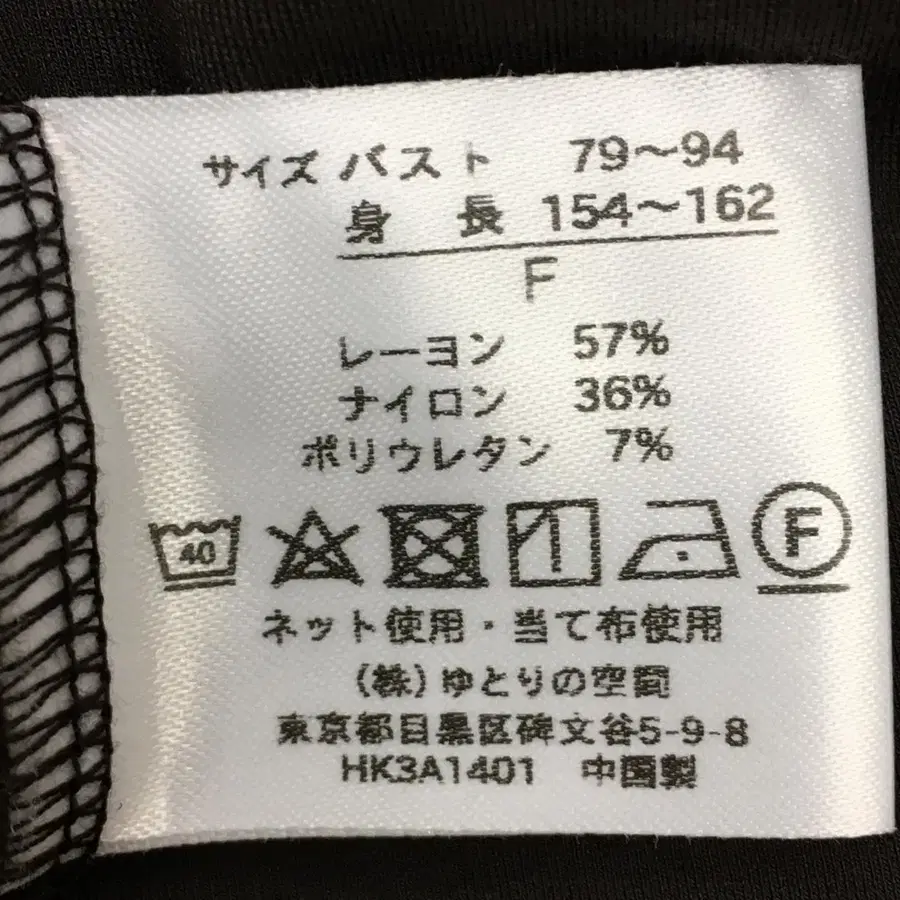 サイズ バスト 79～94
身長 154～162
F
レーヨン 57%
ナイロン 36%
ポリウレタン 7%
40 F
ネット使用・当て布使用
(株)ゆとりの空間
東京都目黒区碑文谷5-9-8
HK3A1401 中国製